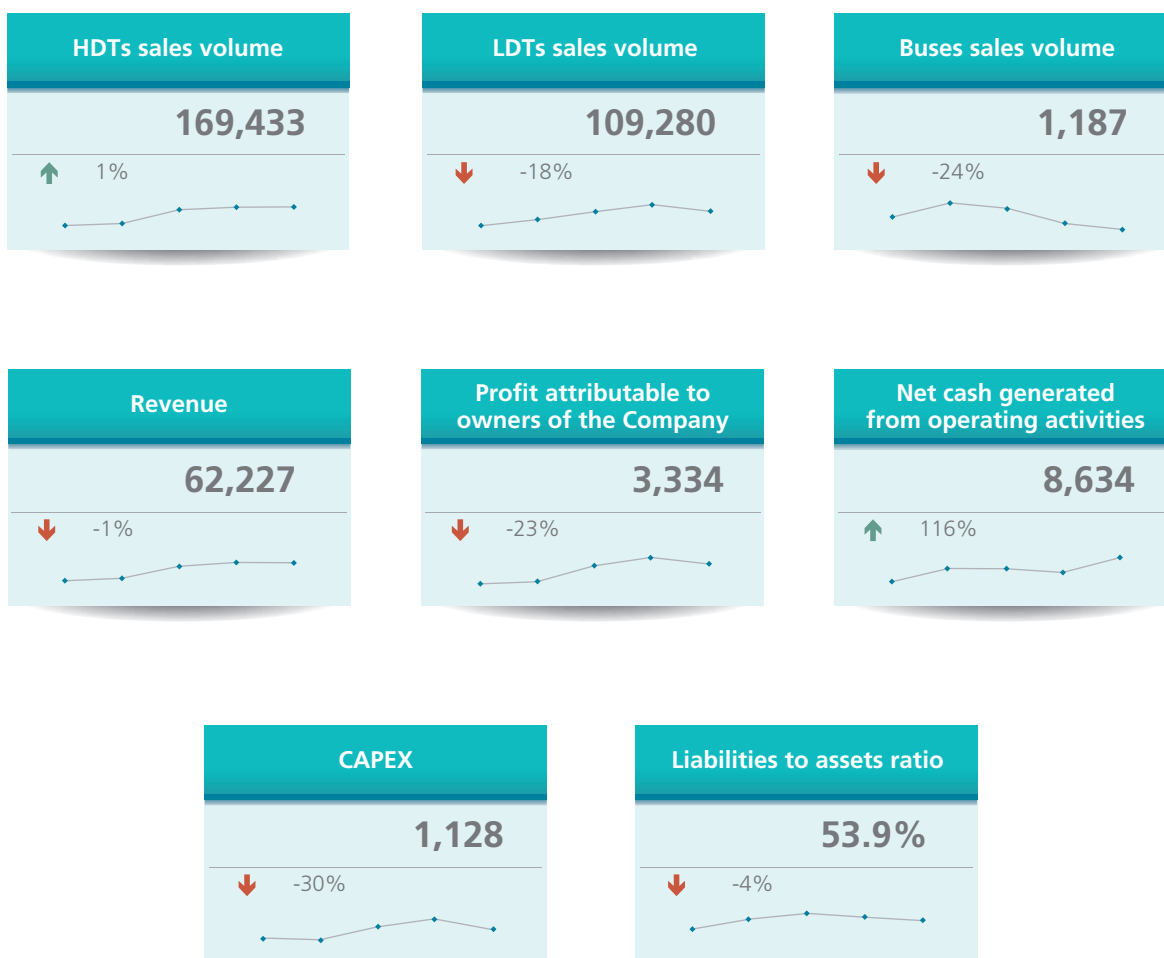 HDTs sales volume
169,433
1%
LDTs sales volume
109,280
-18%
Buses sales volume
1,187
-24%
Revenue
62,227
-1%
Profit attributable to
owners of the Company
3,334
-23%
Net cash generated
from operating activities
8,634
116%
CAPEX
1,128
-30%
Liabilities to assets ratio
53.9%
-4%